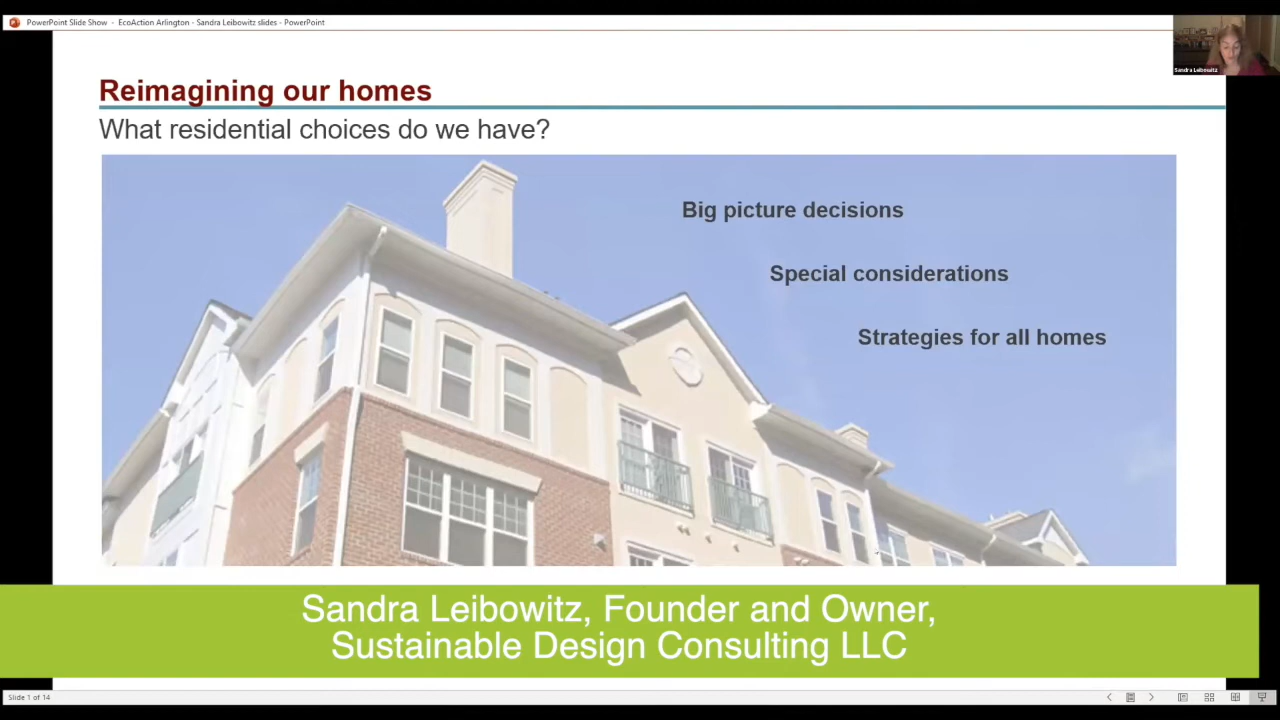 PowerPoint Slide Show - EcoAction Arlington - Sandra Leibowitz slides - PowerPoint
Sandra Leibowitz
Reimagining our homes
What residential choices do we have?
Big picture decisions
Special considerations
Strategies for all homes
Sandra Leibowitz, Founder and Owner,
Sustainable Design Consulting LLC
Slide 1 of 14